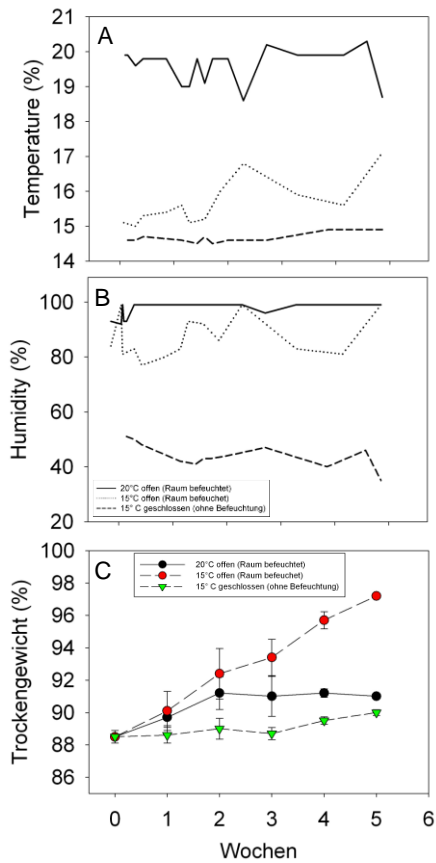 A
Temperature (%)
21
20
19
18
17
16
15
14
B
Humidity (%)
100
80
60
40
20
20°C offen (Raum befeuchtet)
15°C offen (Raum befeuchet)
15° C geschlossen (ohne Befeuchtung)
C
Trockengewicht (%)
98
96
94
92
90
88
86
20°C offen (Raum befeuchtet)
15°C offen (Raum befeuchet)
15° C geschlossen (ohne Befeuchtung)
0 1 2 3 4 5 6
Wochen